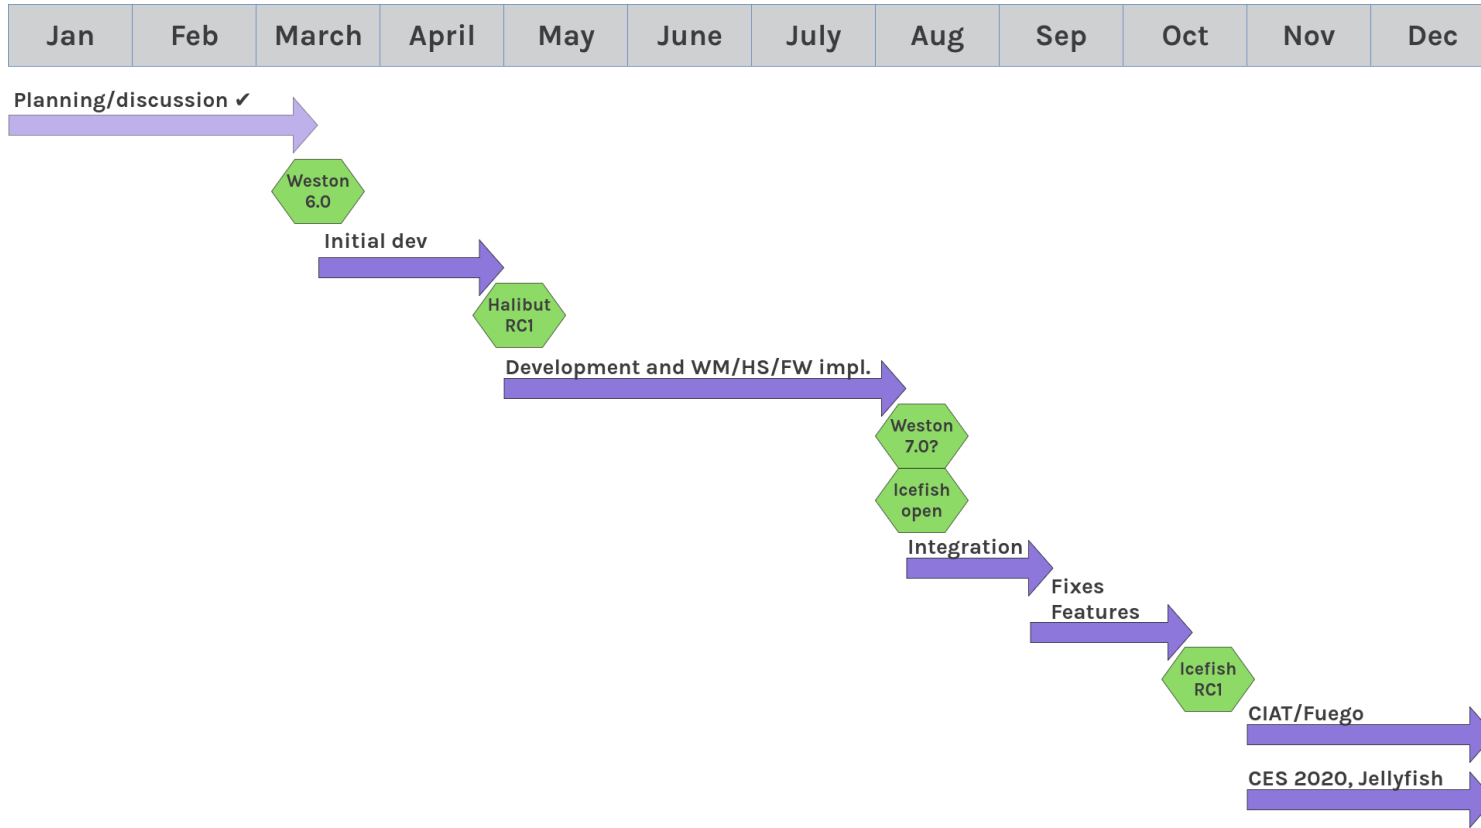 Jan Feb March April May June July Aug Sep Oct Nov Dec
Planning/discussion ✔
Weston
6.0
Initial dev
Halibut
RC1
Development and WM/HS/FW impl.
Weston
7.0?
Icefish
open
Integration
Fixes
Features
Icefish
RC1
CIAT/Fuego
CES 2020, Jellyfish